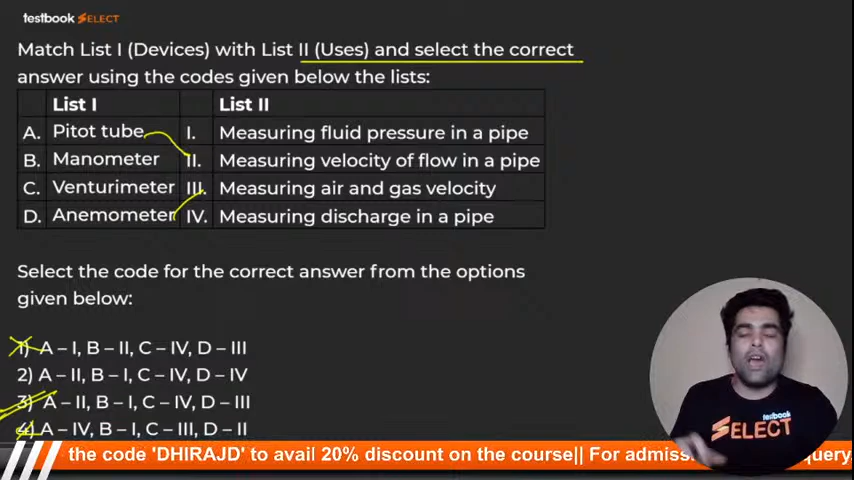 testbook SELECT
Match List I (Devices) with List II (Uses) and select the correct
answer using the codes given below the lists:
List I List II
A. Pitot tube I. Measuring fluid pressure in a pipe
B. Manometer II. Measuring velocity of flow in a pipe
C. Venturimeter III. Measuring air and gas velocity
D. Anemometer IV. Measuring discharge in a pipe
Select the code for the correct answer from the options
given below:
1) A – I, B – II, C – IV, D – III
2) A – II, B – I, C – IV, D – IV
3) A – II, B – I, C – IV, D – III
4) A – IV, B – I, C – III, D – II
testbook
SELECT
the code 'DHIRAJD' to avail 20% discount on the course|| For admiss query